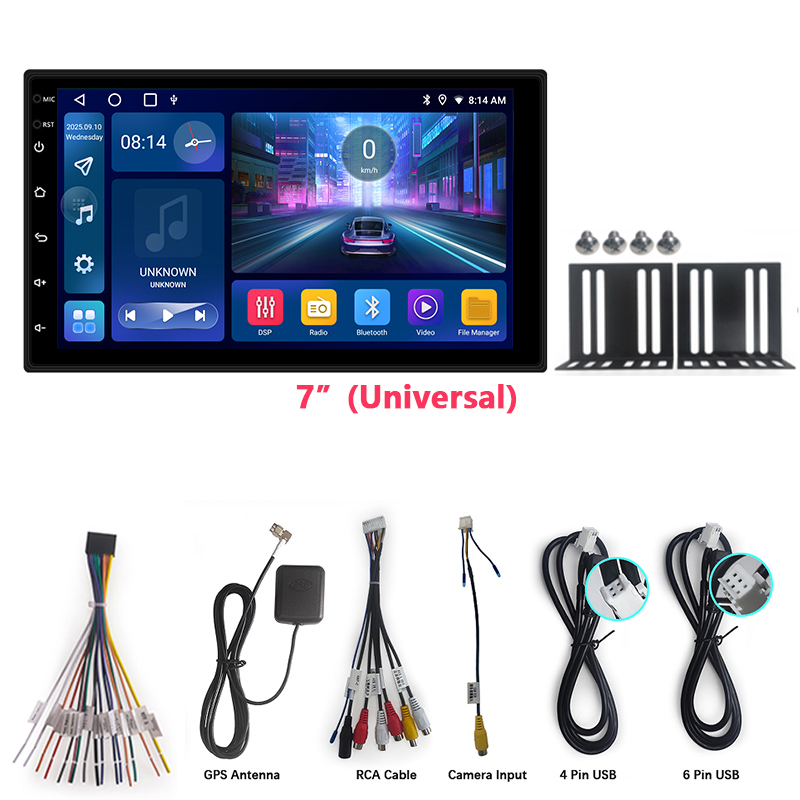 MIC
8:14 AM
RST
2025.09.10
Wednesday
08:14
0
km/h
UNKNOWN
UNKNOWN
DSP
Radio
Bluetooth
Video
File Manager
7” (Universal)
GPS Antenna
RCA Cable
Camera Input
4 Pin USB
6 Pin USB